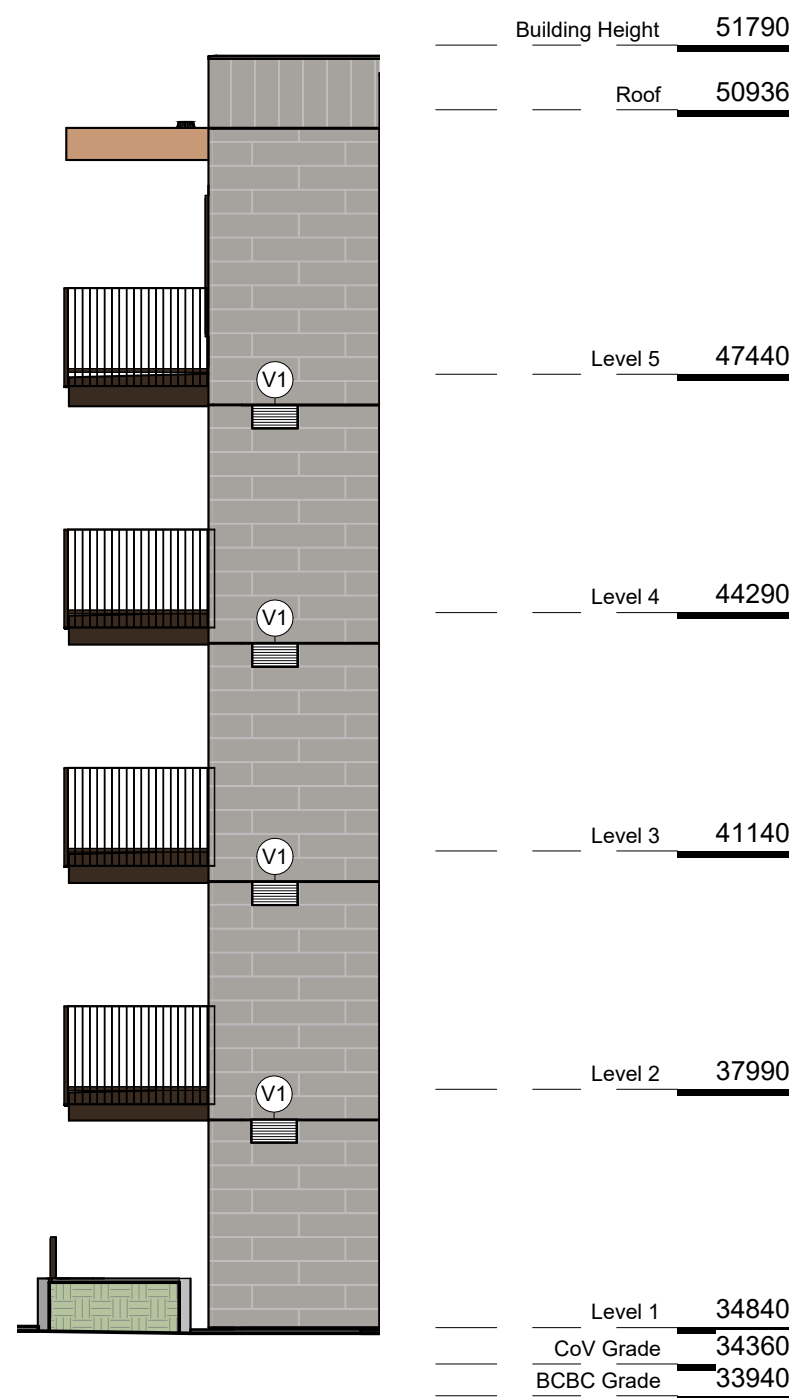 Building Height 51790
Roof 50936
Level 5 47440
V1
Level 4 44290
V1
Level 3 41140
V1
Level 2 37990
V1
Level 1 34840
CoV Grade 34360
BCBC Grade 33940